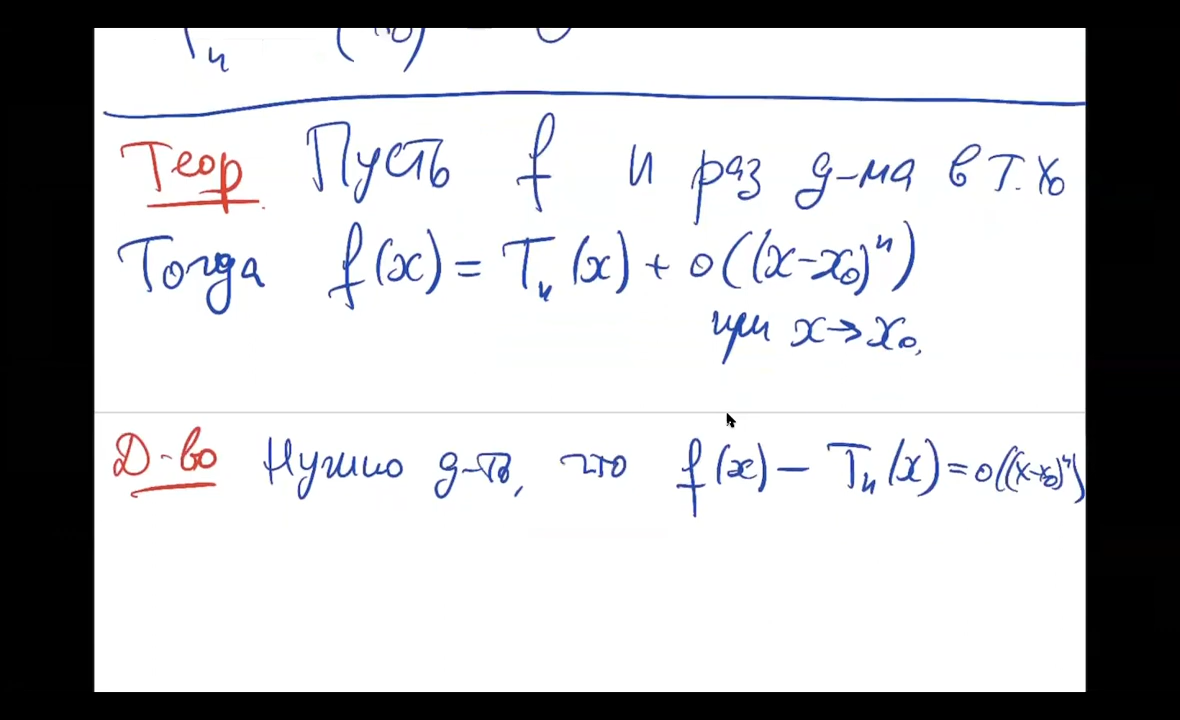 Теор Пусть f n раз д-ма в т. x₀
Тогда f(x) = Tₙ(x) + o((x-x₀)ⁿ)
при x→x₀.
Д-во Нужно д-ть, что f(x) - Tₙ(x) = o((x-x₀)ⁿ)